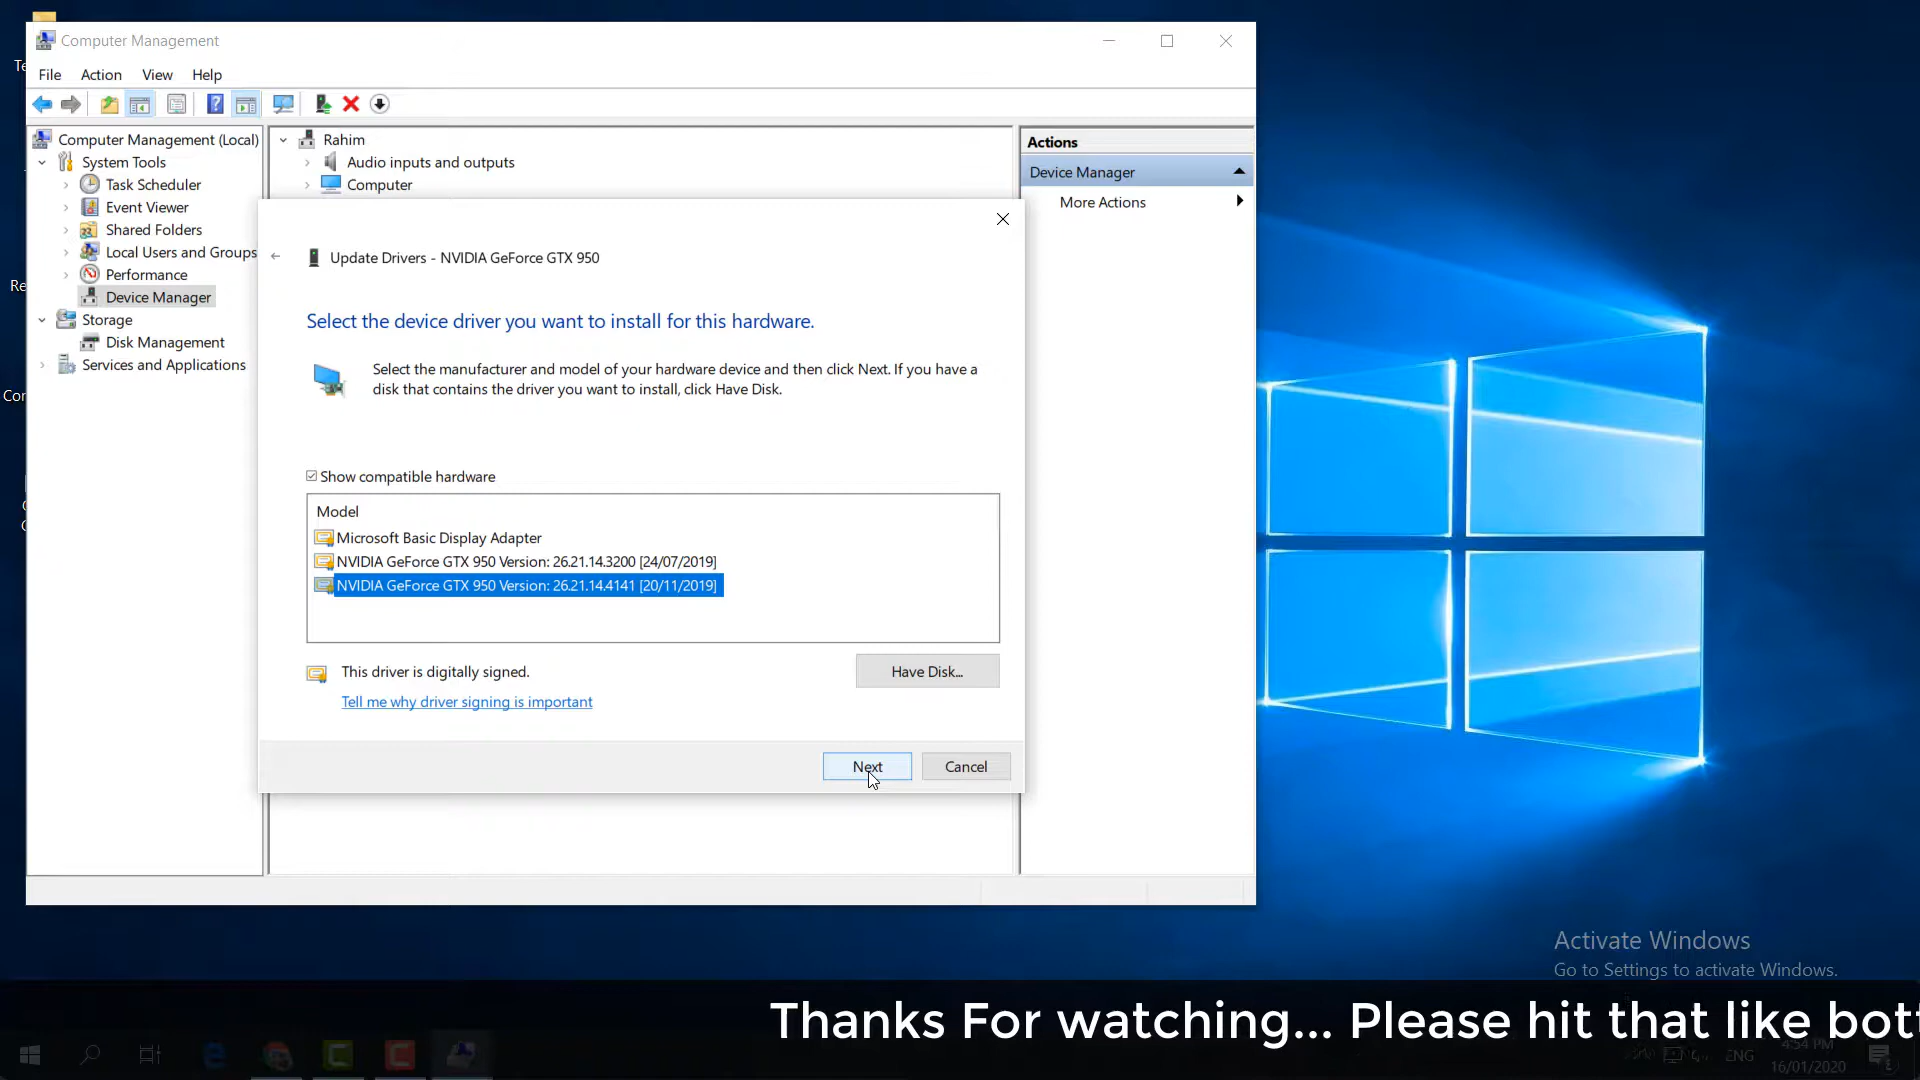 Computer Management
File Action View Help
Computer Management (Local)
System Tools
Task Scheduler
Event Viewer
Shared Folders
Local Users and Groups
Performance
Device Manager
Storage
Disk Management
Services and Applications
Rahim
Audio inputs and outputs
Computer
Actions
Device Manager
More Actions
Update Drivers - NVIDIA GeForce GTX 950
Select the device driver you want to install for this hardware.
Select the manufacturer and model of your hardware device and then click Next. If you have a
disk that contains the driver you want to install, click Have Disk.
Show compatible hardware
Model
Microsoft Basic Display Adapter
NVIDIA GeForce GTX 950 Version: 26.21.14.3200 [24/07/2019]
NVIDIA GeForce GTX 950 Version: 26.21.14.4141 [20/11/2019]
This driver is digitally signed.
Have Disk...
Tell me why driver signing is important
Next
Cancel
Activate Windows
Go to Settings to activate Windows.
Thanks For watching... Please hit that like bott
ENG
4:54 PM
16/01/2020